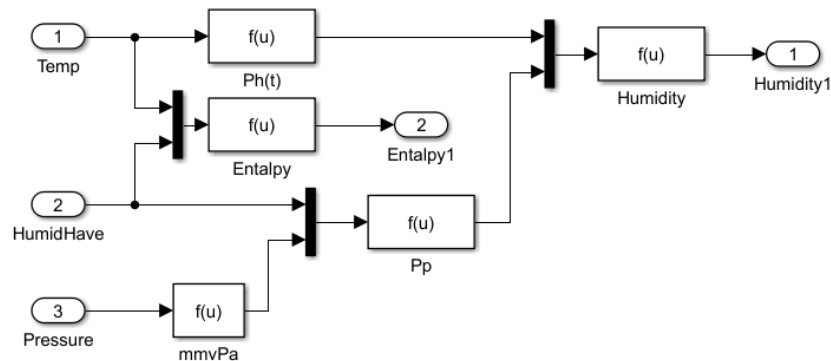 1
Temp
f(u)
Ph(t)
f(u)
Humidity
1
Humidity1
f(u)
Entalpy
2
Entalpy1
2
HumidHave
f(u)
Pp
3
Pressure
f(u)
mmvPa